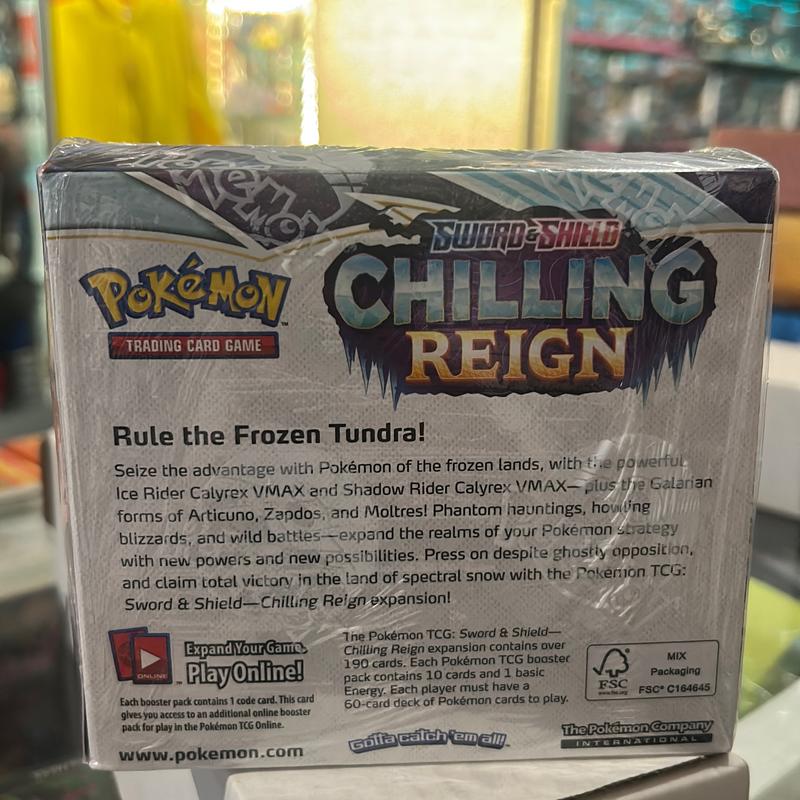 Pokémon
SWORD & SHIELD
Pokémon
CHILLING
TRADING CARD GAME
REIGN
Rule the Frozen Tundra!
Seize the advantage with Pokémon of the frozen lands, with the powerful
Ice Rider Calyrex VMAX and Shadow Rider Calyrex VMAX—plus the Galarian
forms of Articuno, Zapdos, and Moltres! Phantom hauntings, howling
blizzards, and wild battles—expand the realms of your Pokémon strategy
with new powers and new possibilities. Press on despite ghostly opposition,
and claim total victory in the land of spectral snow with the Pokémon TCG:
Sword & Shield—Chilling Reign expansion!
ONLINE
Expand Your Game.
Play Online!
Each booster pack contains 1 code card. This card
gives you access to an additional online booster
pack for play in the Pokémon TCG Online.
www.pokemon.com
The Pokémon TCG: Sword & Shield—
Chilling Reign expansion contains over
190 cards. Each Pokémon TCG booster
pack contains 10 cards and 1 basic
Energy. Each player must have a
60-card deck of Pokémon cards to play.
Gotta catch 'em all!
FSC
www.fsc.org
MIX
Packaging
FSC® C164645
The Pokémon Company
INTERNATIONAL